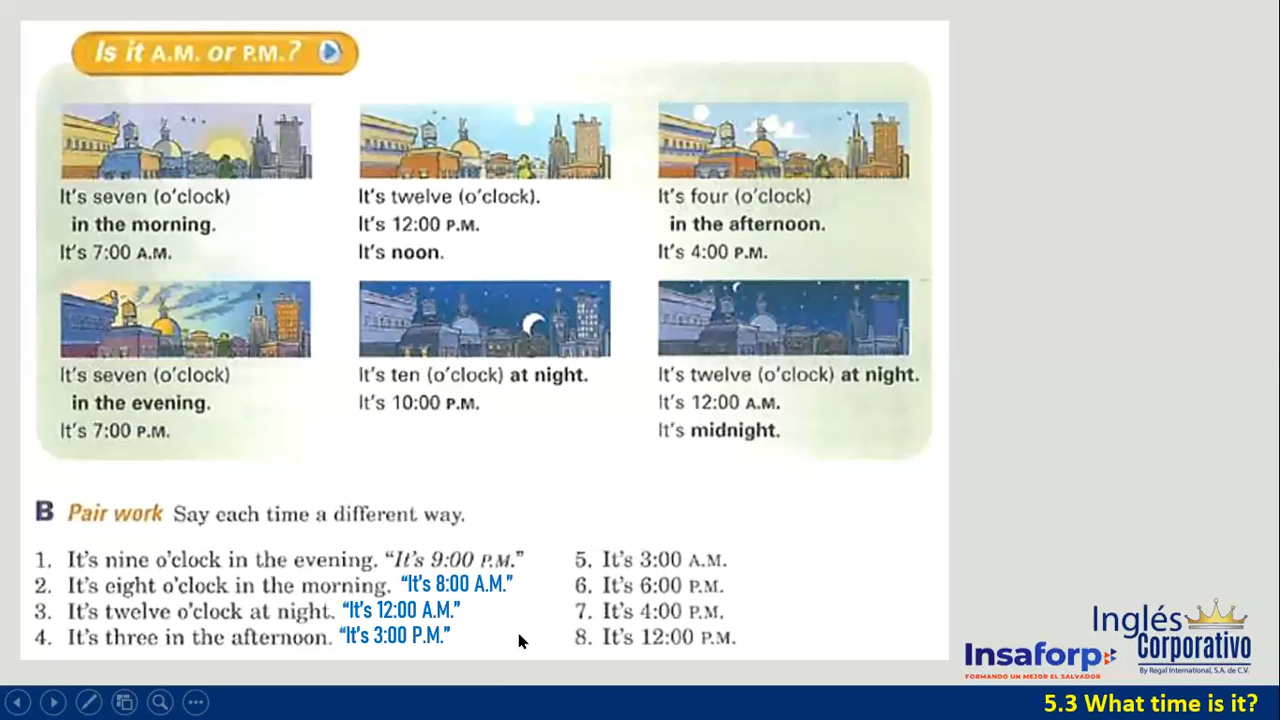 Is it A.M. or P.M.?
It's seven (o'clock)
in the morning.
It's 7:00 A.M.
It's twelve (o'clock).
It's 12:00 P.M.
It's noon.
It's four (o'clock)
in the afternoon.
It's 4:00 P.M.
It's seven (o'clock)
in the evening.
It's 7:00 P.M.
It's ten (o'clock) at night.
It's 10:00 P.M.
It's twelve (o'clock) at night.
It's 12:00 A.M.
It's midnight.
B Pair work Say each time a different way.
1. It's nine o'clock in the evening. "It's 9:00 P.M."
2. It's eight o'clock in the morning. "It's 8:00 A.M."
3. It's twelve o'clock at night. "It's 12:00 A.M."
4. It's three in the afternoon. "It's 3:00 P.M."
5. It's 3:00 A.M.
6. It's 6:00 P.M.
7. It's 4:00 P.M.
8. It's 12:00 P.M.
Insaforp
FORMANDO UN MEJOR EL SALVADOR
Inglés
Corporativo
By Regal International, S.A. de C.V.
5.3 What time is it?